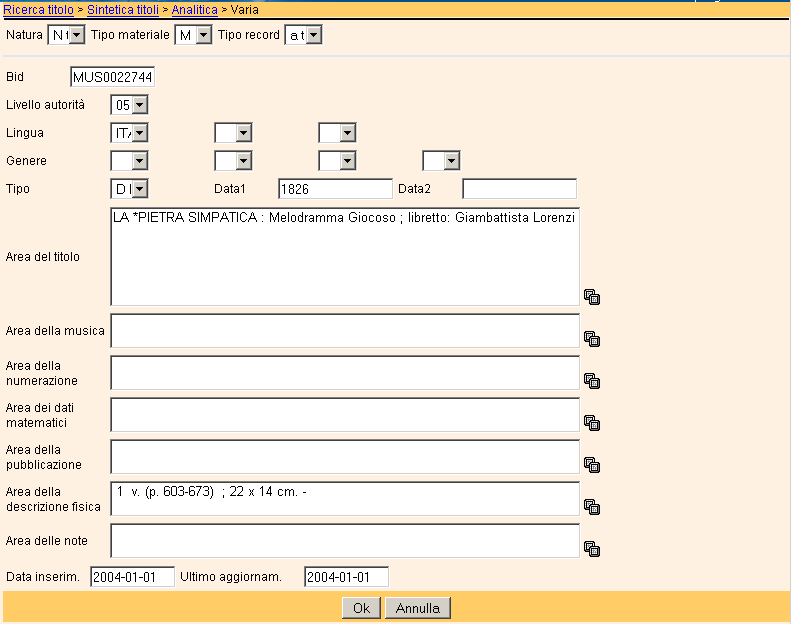 Ricerca titolo > Sintetica titoli > Analitica > Varia
Natura N Tipo materiale M Tipo record a t
Bid MUS0022744
Livello autorità 05
Lingua IT
Genere
Tipo D Data1 1826 Data2
LA *PIETRA SIMPATICA : Melodramma Giocoso ; libretto: Giambattista Lorenzi
Area del titolo
Area della musica
Area della
numerazione
Area dei dati
matematici
Area della
pubblicazione
Area della
descrizione fisica
1 v. (p. 603-673) ; 22 x 14 cm. -
Area delle note
Data inserim. 2004-01-01 Ultimo aggiornam. 2004-01-01
Ok Annulla